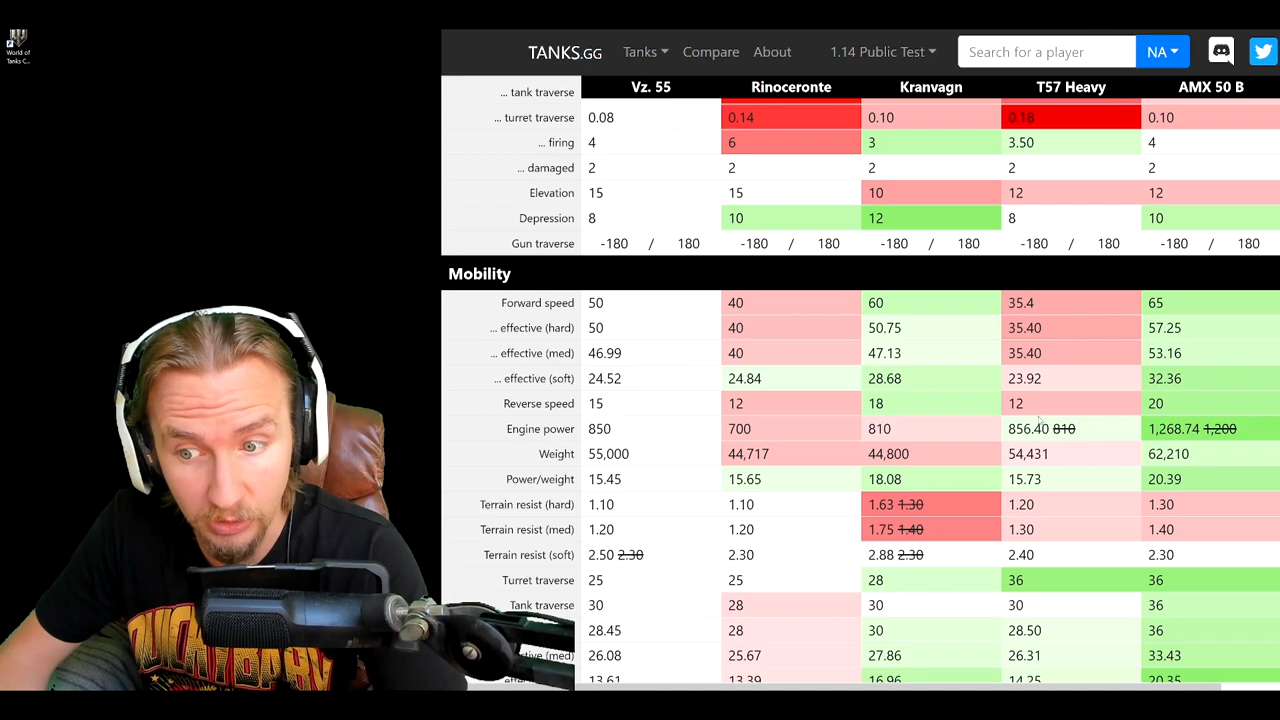 World of
Tanks C...
TANKS.GG Tanks Compare About 1.14 Public Test Search for a player NA
Vz. 55 Rinoceronte Kranvagn T57 Heavy AMX 50 B
... tank traverse
... turret traverse 0.08 0.14 0.10 0.18 0.10
... firing 4 6 3 3.50 4
... damaged 2 2 2 2 2
Elevation 15 15 10 12 12
Depression 8 10 12 8 10
Gun traverse -180 / 180 -180 / 180 -180 / 180 -180 / 180 -180 / 180
Mobility
Forward speed 50 40 60 35.4 65
... effective (hard) 50 40 50.75 35.40 57.25
... effective (med) 46.99 40 47.13 35.40 53.16
... effective (soft) 24.52 24.84 28.68 23.92 32.36
Reverse speed 15 12 18 12 20
Engine power 850 700 810 856.40 810 1,268.74 1,200
Weight 55,000 44,717 44,800 54,431 62,210
Power/weight 15.45 15.65 18.08 15.73 20.39
Terrain resist (hard) 1.10 1.10 1.63 1.30 1.20 1.30
Terrain resist (med) 1.20 1.20 1.75 1.40 1.30 1.40
Terrain resist (soft) 2.50 2.30 2.30 2.88 2.30 2.40 2.30
Turret traverse 25 25 28 36 36
Tank traverse 30 28 30 30 36
28.45 28 30 28.50 36
(med) 26.08 25.67 27.86 26.31 33.43
13.61 13.39 16.96 14.25 20.35